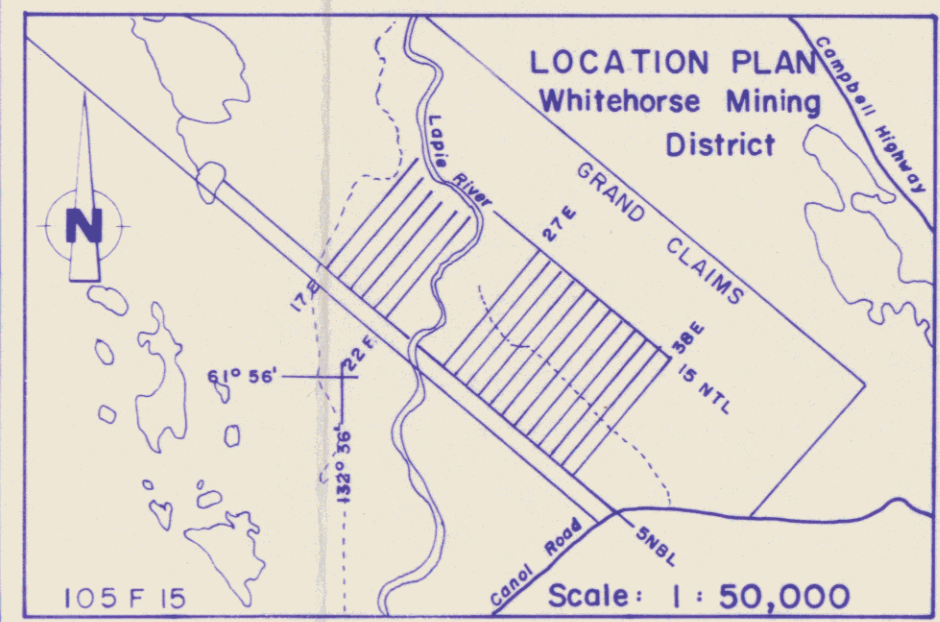 LOCATION PLAN
Whitehorse Mining
District
Campbell Highway
Lapie River
GRAND CLAIMS
N
27 E
17 E
22 E
38 E
15 NTL
61° 56'
132° 36'
5NBL
Canol Road
105 F 15
Scale: 1 : 50,000